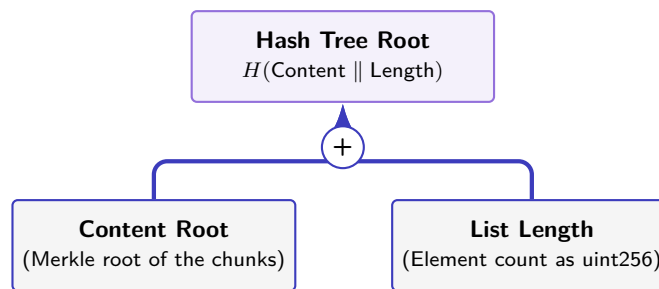 Hash Tree Root
H(Content ∥ Length)
+
Content Root
(Merkle root of the chunks)
List Length
(Element count as uint256)